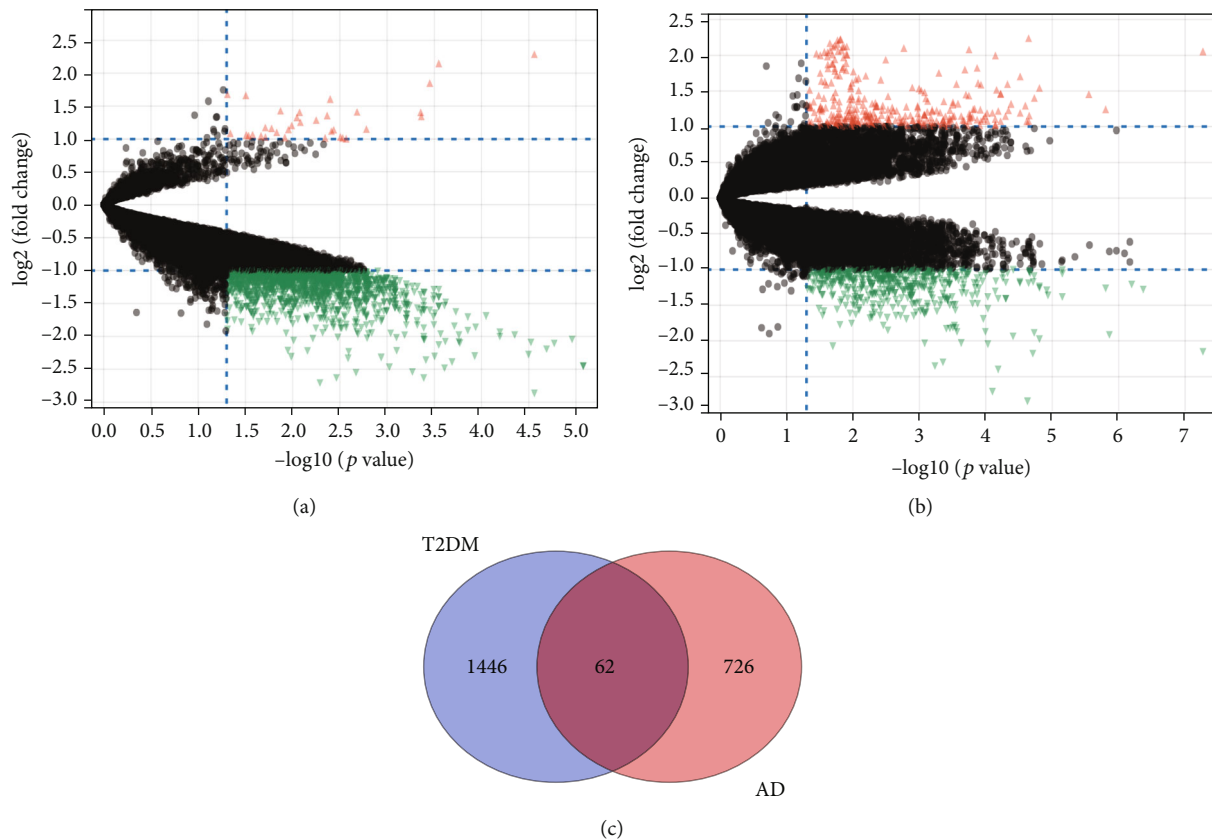 2.5
2.0
1.5
1.0
0.5
0.0
−0.5
−1.0
−1.5
−2.0
−2.5
−3.0
log2 (fold change)
0.0 0.5 1.0 1.5 2.0 2.5 3.0 3.5 4.0 4.5 5.0
−log10 (p value)
(a)
2.5
2.0
1.5
1.0
0.5
0.0
−0.5
−1.0
−1.5
−2.0
−2.5
−3.0
log2 (fold change)
0 1 2 3 4 5 6 7
−log10 (p value)
(b)
T2DM
1446 62 726
AD
(c)